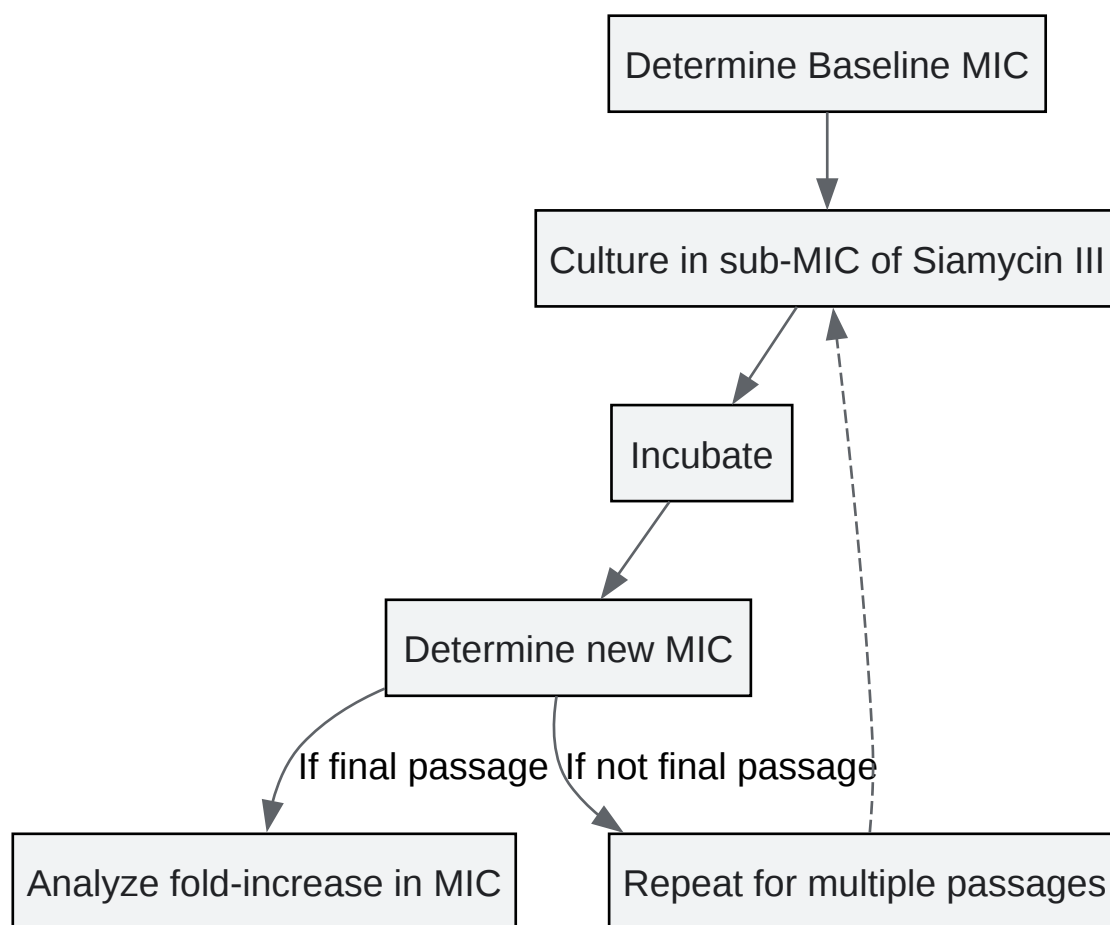 Determine Baseline MIC
Culture in sub-MIC of Siamycin III
Incubate
Determine new MIC
If final passage
If not final passage
Analyze fold-increase in MIC
Repeat for multiple passages